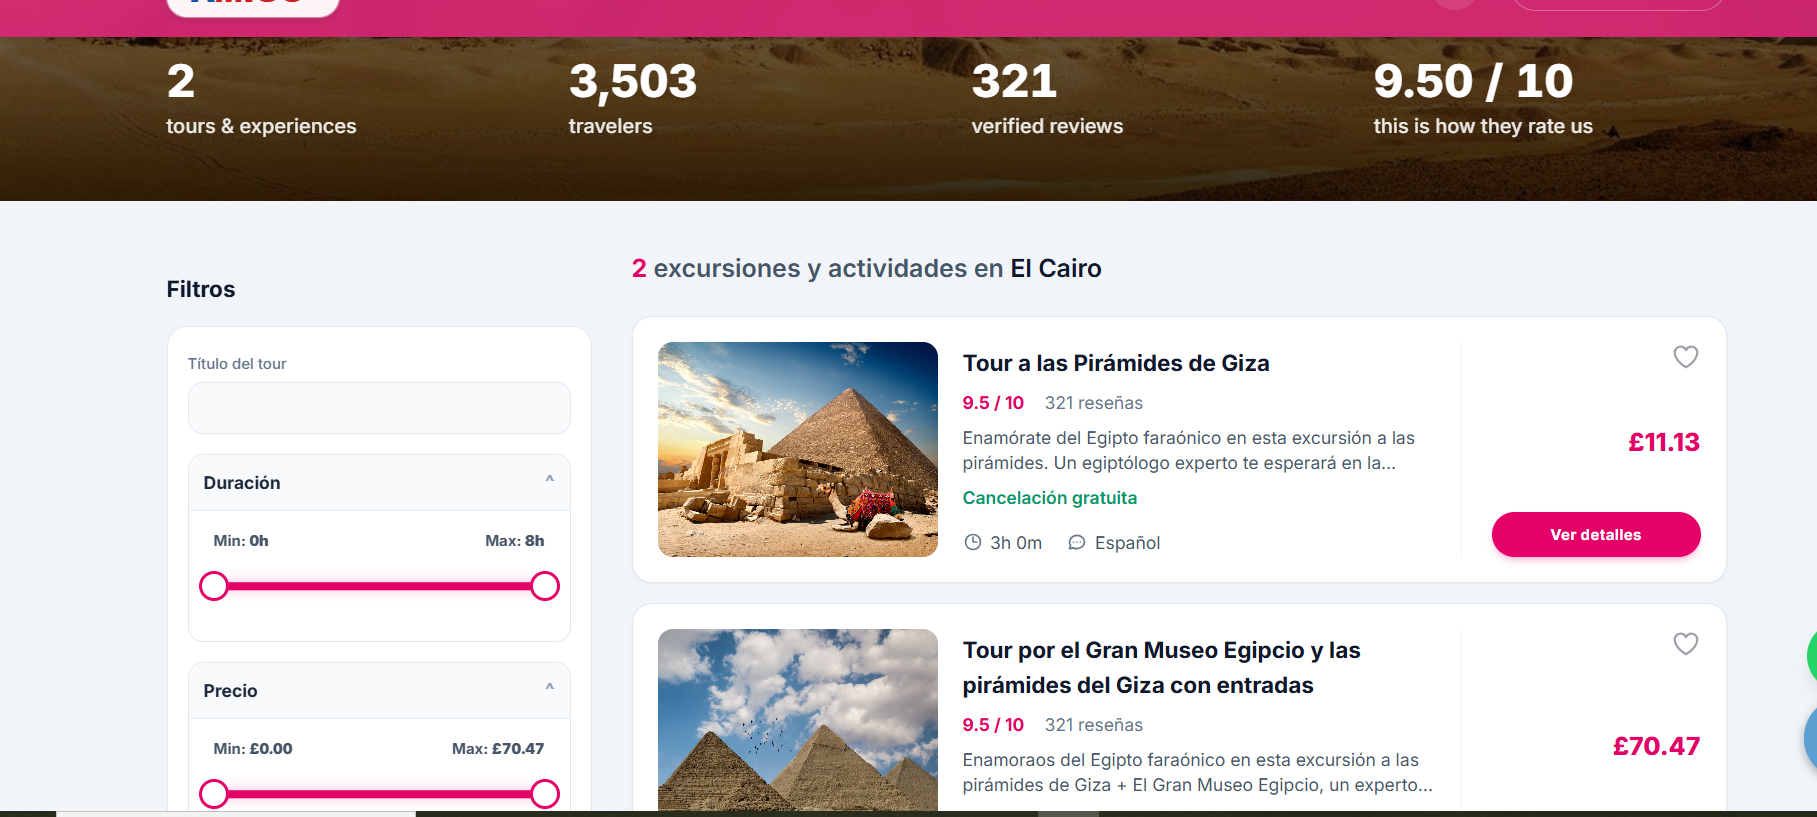 2
tours & experiences
3,503
travelers
321
verified reviews
9.50 / 10
this is how they rate us
Filtros
Título del tour
Duración
Min: 0h
Max: 8h
Precio
Min: £0.00
Max: £70.47
2 excursiones y actividades en El Cairo
Tour a las Pirámides de Giza
9.5 / 10 321 reseñas
Enamórate del Egipto faraónico en esta excursión a las
pirámides. Un egiptólogo experto te esperará en la...
Cancelación gratuita
3h 0m Español
£11.13
Ver detalles
Tour por el Gran Museo Egipcio y las
pirámides del Giza con entradas
9.5 / 10 321 reseñas
Enamoraos del Egipto faraónico en esta excursión a las
pirámides de Giza + El Gran Museo Egipcio, un experto...
£70.47